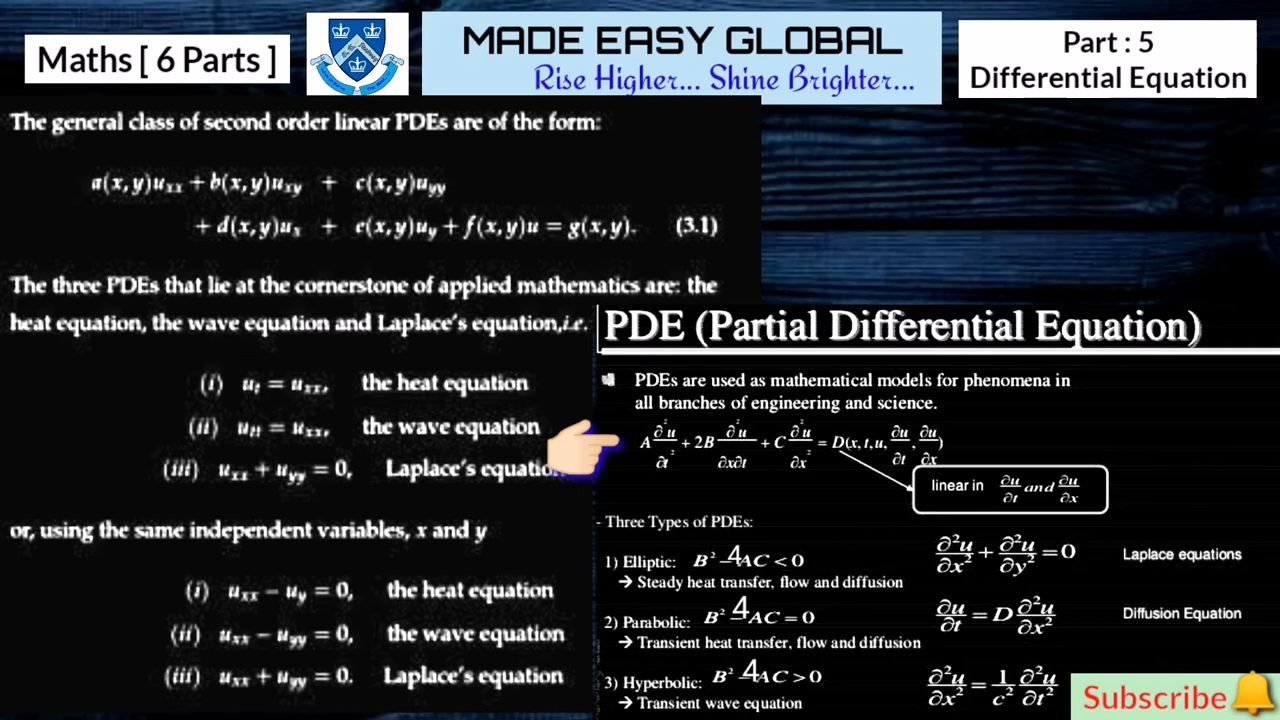 Maths [ 6 Parts ]
MADE EASY GLOBAL
Rise Higher... Shine Brighter...
Part : 5
Differential Equation
The general class of second order linear PDEs are of the form:
a(x, y)uₓₓ + b(x, y)uₓᵧ + c(x, y)uᵧᵧ
+ d(x, y)uₓ + e(x, y)uᵧ + f(x, y)u = g(x, y). (3.1)
The three PDEs that lie at the cornerstone of applied mathematics are: the
heat equation, the wave equation and Laplace's equation,i.e.
(i) uₜ = uₓₓ, the heat equation
(ii) uₜₜ = uₓₓ, the wave equation
(iii) uₓₓ + uᵧᵧ = 0, Laplace's equation
or, using the same independent variables, x and y
(i) uₓₓ − uᵧ = 0, the heat equation
(ii) uₓₓ − uᵧᵧ = 0, the wave equation
(iii) uₓₓ + uᵧᵧ = 0. Laplace's equation
PDE (Partial Differential Equation)
PDEs are used as mathematical models for phenomena in
all branches of engineering and science.
A ∂²u/∂t² + 2B ∂²u/∂x∂t + C ∂²u/∂x² = D(x, t, u, ∂u/∂t, ∂u/∂x)
linear in ∂u/∂t and ∂u/∂x
- Three Types of PDEs:
1) Elliptic: B² − 4AC < 0
→ Steady heat transfer, flow and diffusion
∂²u/∂x² + ∂²u/∂y² = 0 Laplace equations
2) Parabolic: B² − 4AC = 0
→ Transient heat transfer, flow and diffusion
∂u/∂t = D ∂²u/∂x² Diffusion Equation
3) Hyperbolic: B² − 4AC > 0
→ Transient wave equation
∂²u/∂x² = 1/c² ∂²u/∂t²
Subscribe